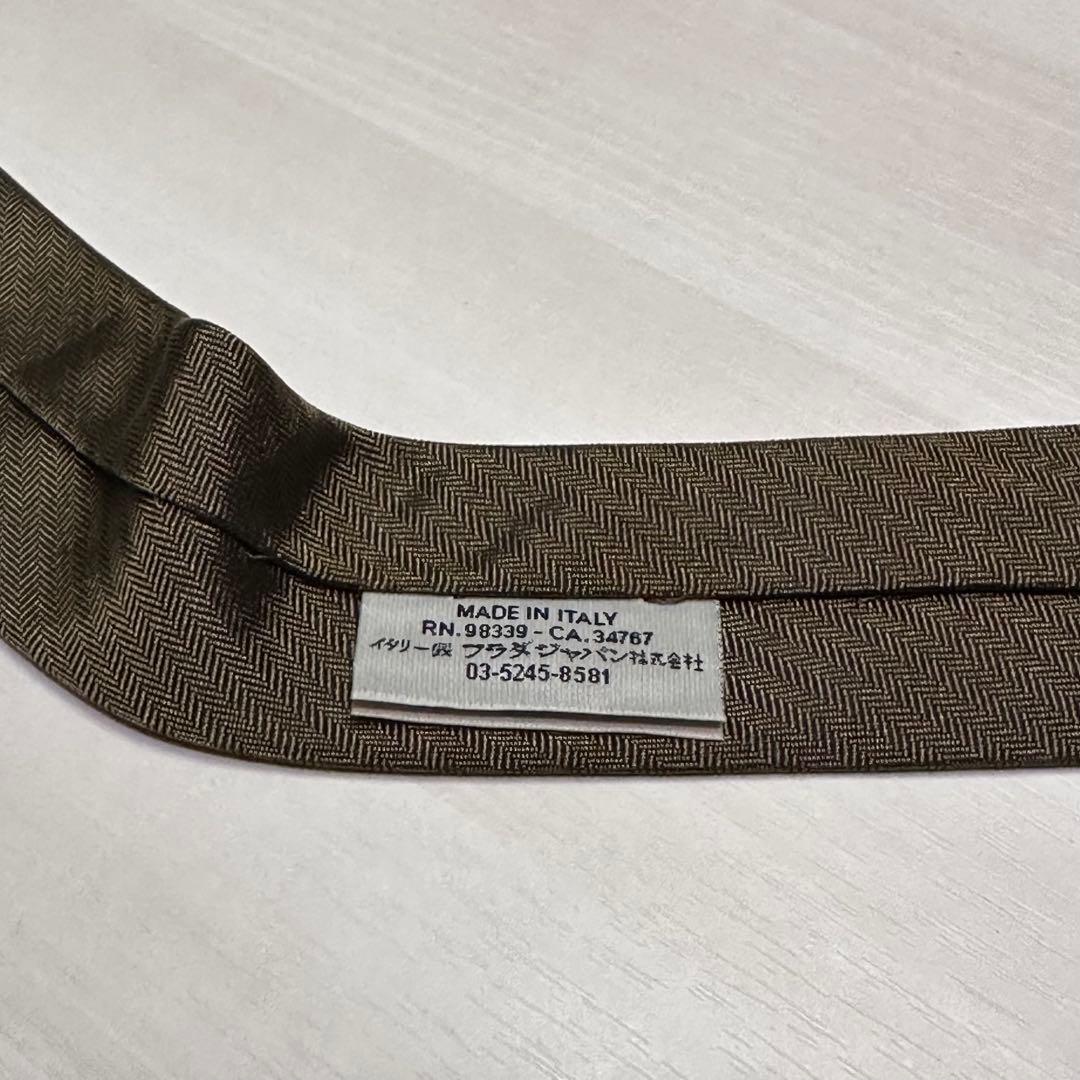 MADE IN ITALY
RN.98339-CA.34767
イタリー製 プラダジャパン株式会社
03-5245-8581